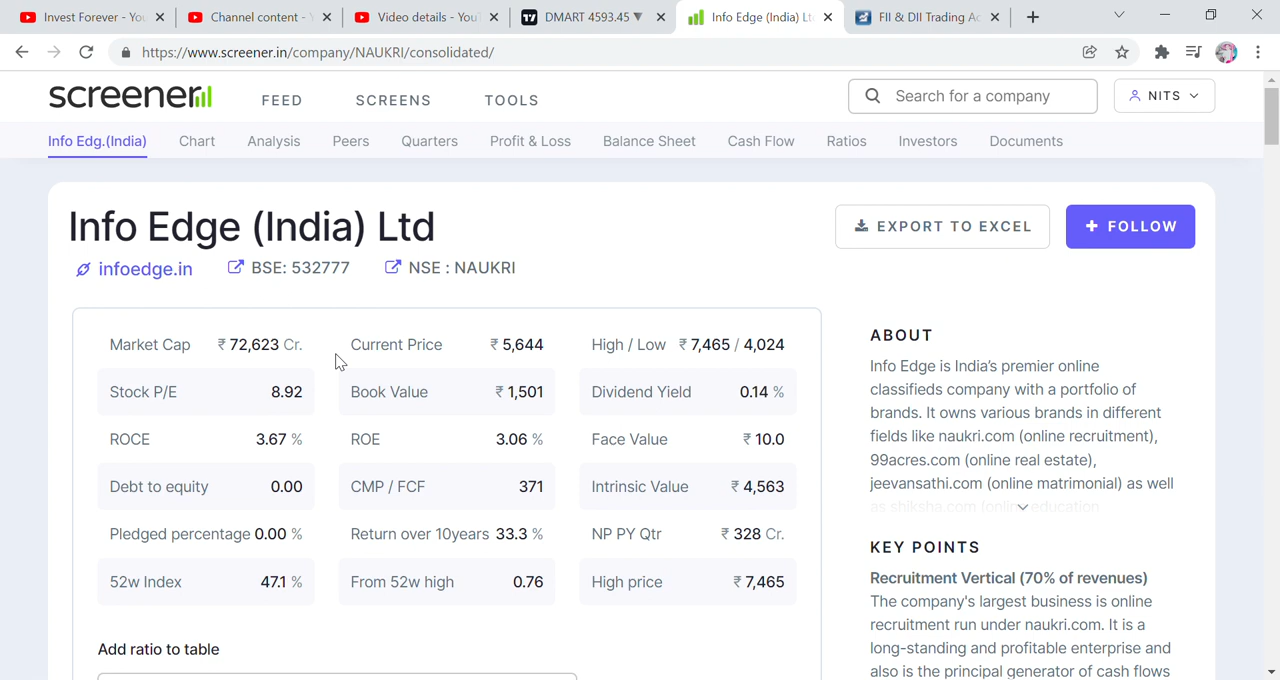 Invest Forever - You
Channel content -
Video details - You
DMART 4593.45 ▼
Info Edge (India) Lt
FII & DII Trading Ac
https://www.screener.in/company/NAUKRI/consolidated/
screener
FEED
SCREENS
TOOLS
Search for a company
NITS
Info Edg.(India)
Chart
Analysis
Peers
Quarters
Profit & Loss
Balance Sheet
Cash Flow
Ratios
Investors
Documents
Info Edge (India) Ltd
EXPORT TO EXCEL
+ FOLLOW
infoedge.in
BSE: 532777
NSE : NAUKRI
Market Cap ₹ 72,623 Cr.
Current Price ₹ 5,644
High / Low ₹ 7,465 / 4,024
Stock P/E 8.92
Book Value ₹ 1,501
Dividend Yield 0.14 %
ROCE 3.67 %
ROE 3.06 %
Face Value ₹ 10.0
Debt to equity 0.00
CMP / FCF 371
Intrinsic Value ₹ 4,563
Pledged percentage 0.00 %
Return over 10years 33.3 %
NP PY Qtr ₹ 328 Cr.
52w Index 47.1 %
From 52w high 0.76
High price ₹ 7,465
Add ratio to table
ABOUT
Info Edge is India's premier online
classifieds company with a portfolio of
brands. It owns various brands in different
fields like naukri.com (online recruitment),
99acres.com (online real estate),
jeevansathi.com (online matrimonial) as well
as shiksha.com (online education
KEY POINTS
Recruitment Vertical (70% of revenues)
The company's largest business is online
recruitment run under naukri.com. It is a
long-standing and profitable enterprise and
also is the principal generator of cash flows